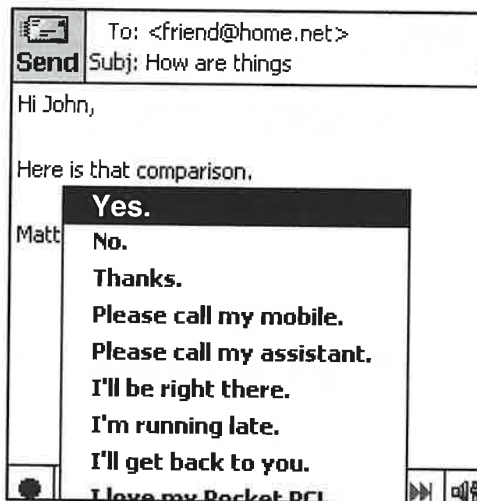 To: <friend@home.net>
Send Subj: How are things
Hi John,
Here is that comparison.
Matt
Yes.
No.
Thanks.
Please call my mobile.
Please call my assistant.
I'll be right there.
I'm running late.
I'll get back to you.
I love my Pocket PC!